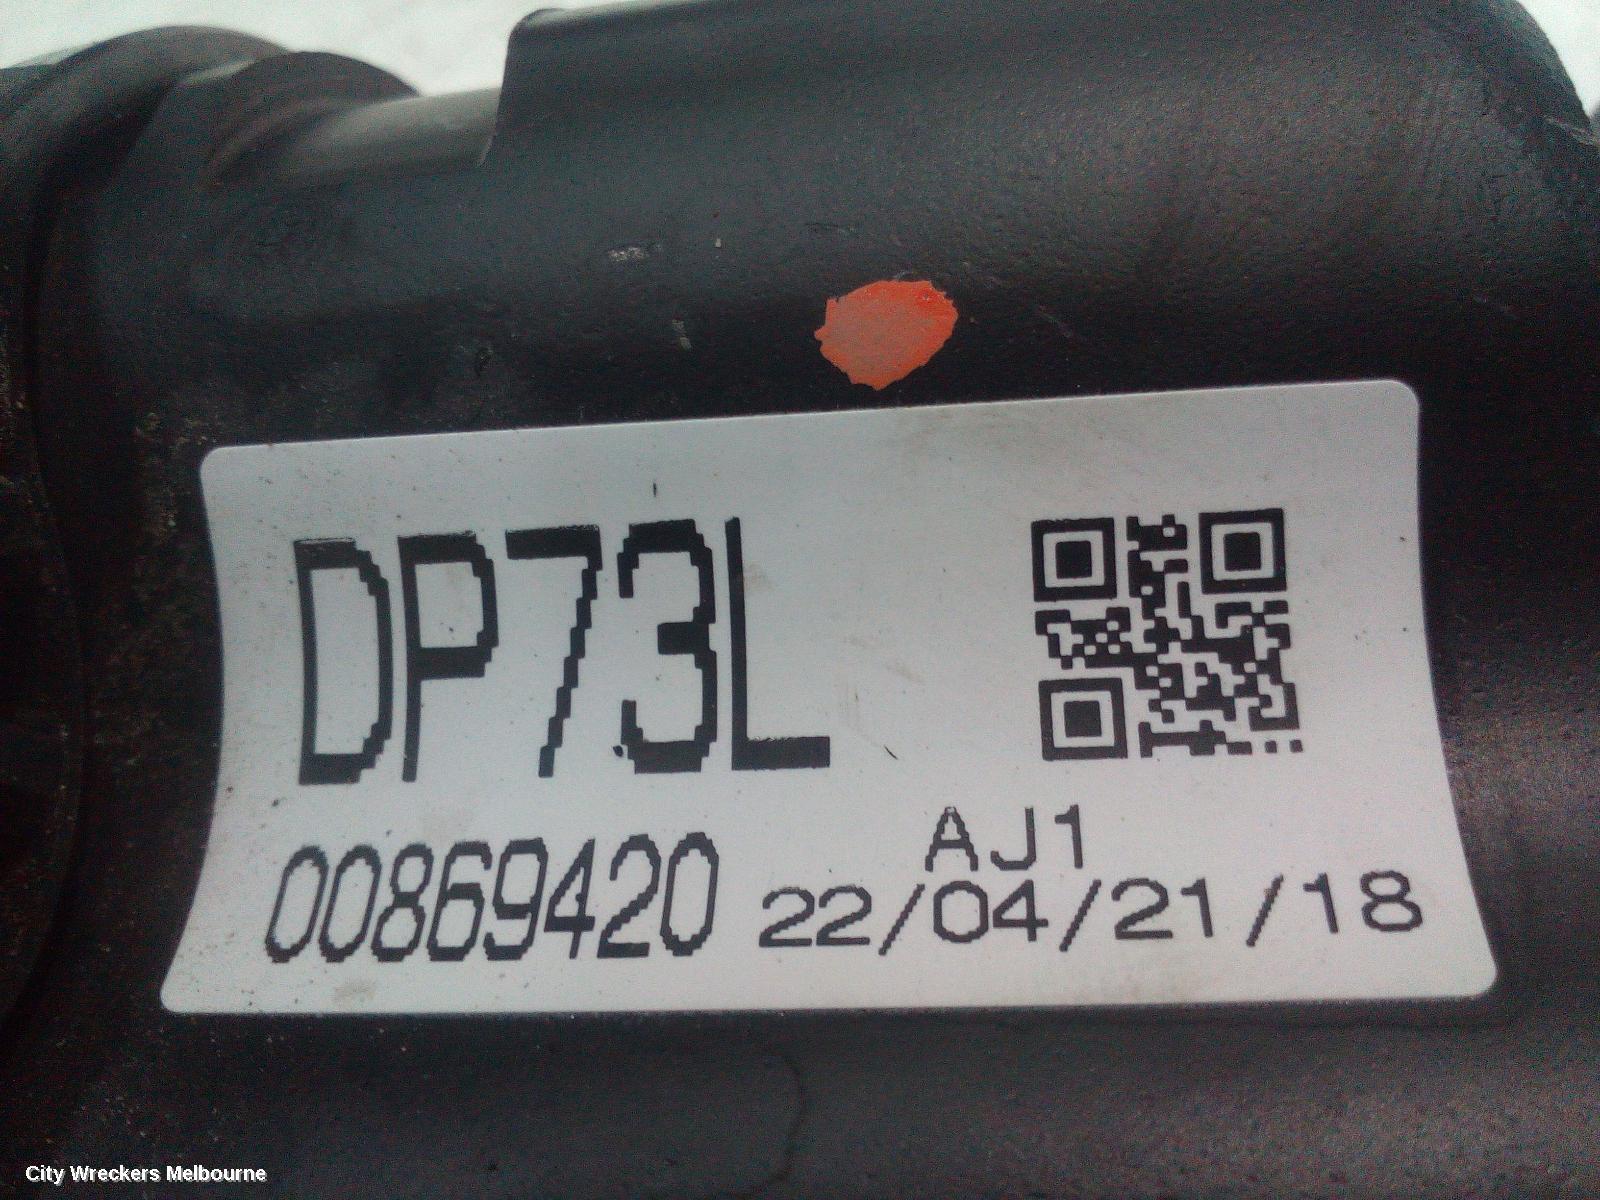 DP73L
AJ1
00869420 22/04/21/18
City Wreckers Melbourne